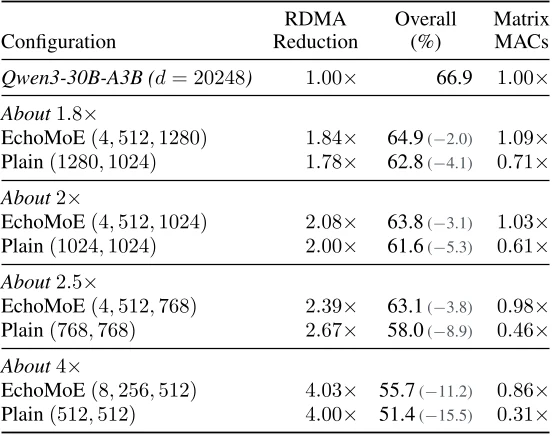 Configuration RDMA Reduction Overall (%) Matrix MACs
Qwen3-30B-A3B (d = 20248) 1.00× 66.9 1.00×
About 1.8×
EchoMoE (4, 512, 1280) 1.84× 64.9 (−2.0) 1.09×
Plain (1280, 1024) 1.78× 62.8 (−4.1) 0.71×
About 2×
EchoMoE (4, 512, 1024) 2.08× 63.8 (−3.1) 1.03×
Plain (1024, 1024) 2.00× 61.6 (−5.3) 0.61×
About 2.5×
EchoMoE (4, 512, 768) 2.39× 63.1 (−3.8) 0.98×
Plain (768, 768) 2.67× 58.0 (−8.9) 0.46×
About 4×
EchoMoE (8, 256, 512) 4.03× 55.7 (−11.2) 0.86×
Plain (512, 512) 4.00× 51.4 (−15.5) 0.31×